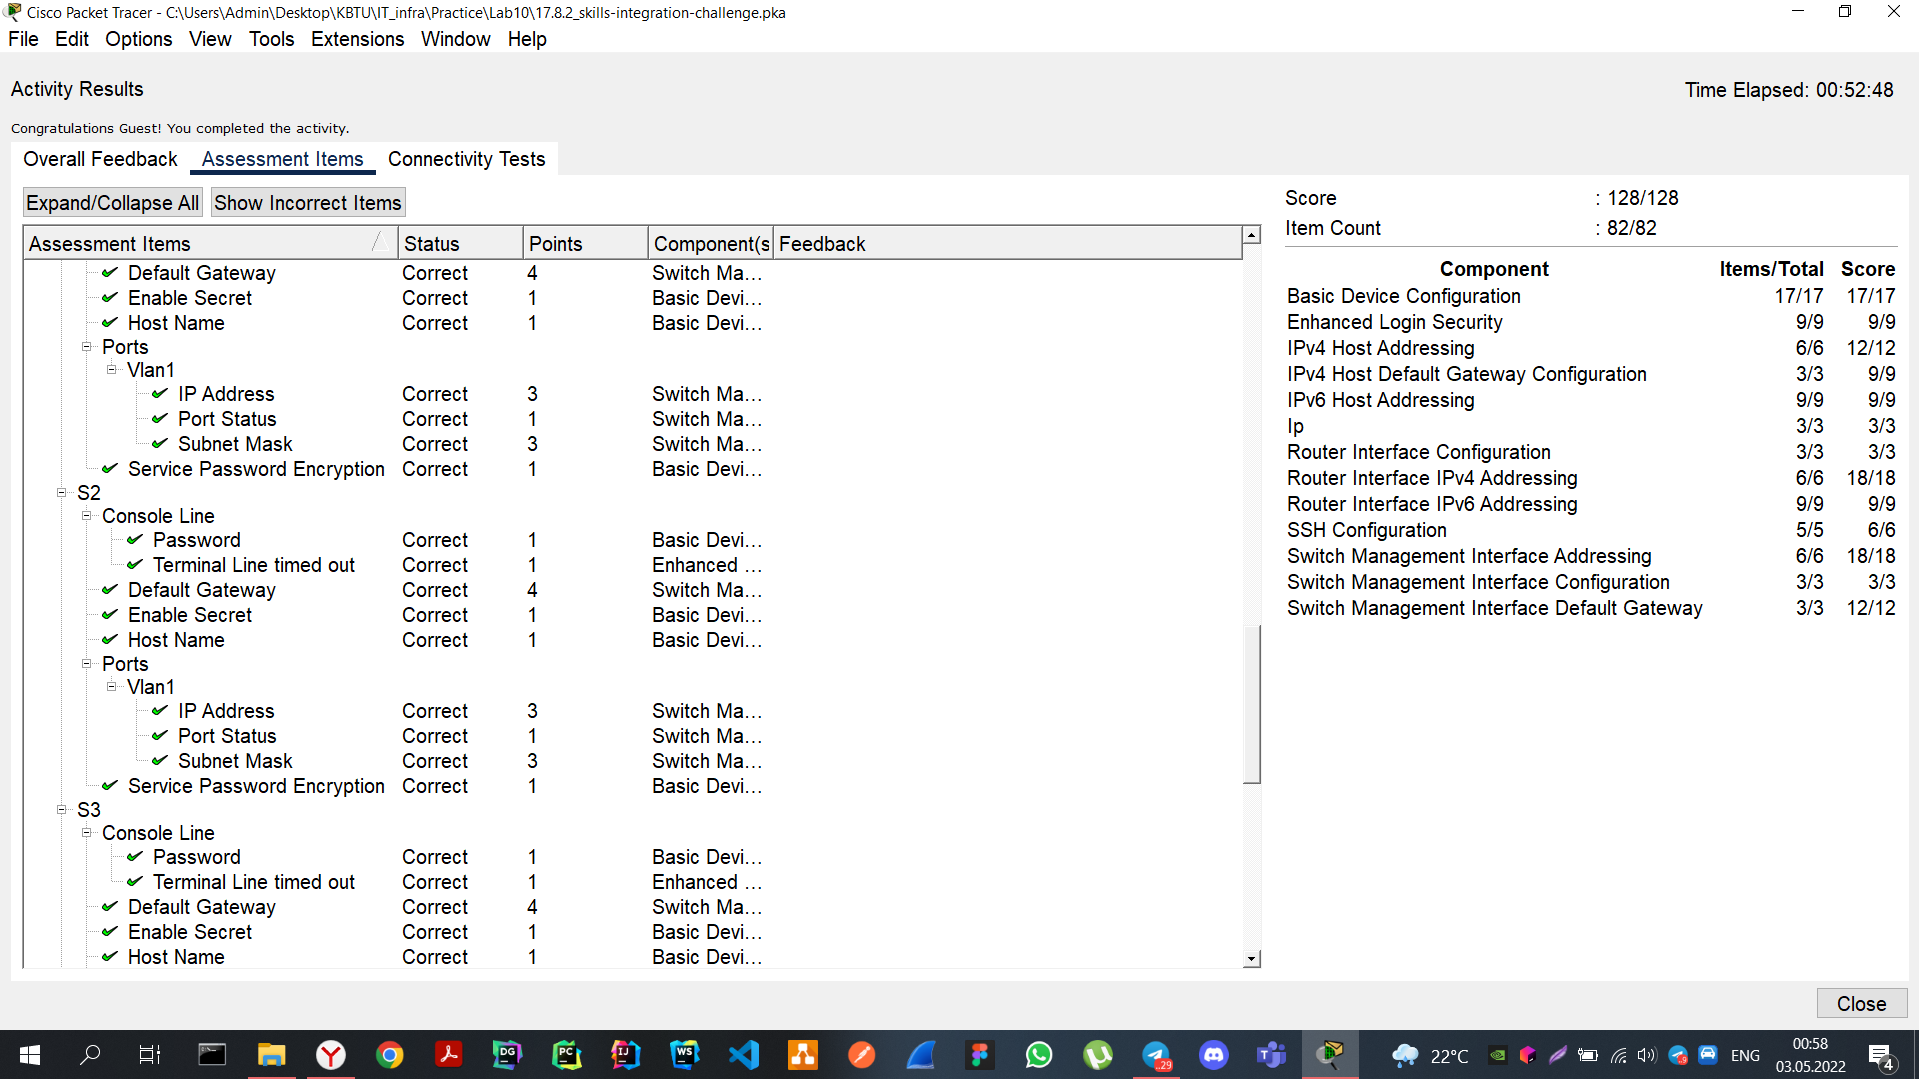 Cisco Packet Tracer - C:\Users\Admin\Desktop\KBTU\IT_infra\Practice\Lab10\17.8.2_skills-integration-challenge.pka
File Edit Options View Tools Extensions Window Help
Activity Results
Time Elapsed: 00:52:48
Congratulations Guest! You completed the activity.
Overall Feedback Assessment Items Connectivity Tests
Expand/Collapse All Show Incorrect Items
Assessment Items Status Points Component(s Feedback
Default Gateway Correct 4 Switch Ma...
Enable Secret Correct 1 Basic Devi...
Host Name Correct 1 Basic Devi...
Ports
Vlan1
IP Address Correct 3 Switch Ma...
Port Status Correct 1 Switch Ma...
Subnet Mask Correct 3 Switch Ma...
Service Password Encryption Correct 1 Basic Devi...
S2
Console Line
Password Correct 1 Basic Devi...
Terminal Line timed out Correct 1 Enhanced ...
Default Gateway Correct 4 Switch Ma...
Enable Secret Correct 1 Basic Devi...
Host Name Correct 1 Basic Devi...
Ports
Vlan1
IP Address Correct 3 Switch Ma...
Port Status Correct 1 Switch Ma...
Subnet Mask Correct 3 Switch Ma...
Service Password Encryption Correct 1 Basic Devi...
S3
Console Line
Password Correct 1 Basic Devi...
Terminal Line timed out Correct 1 Enhanced ...
Default Gateway Correct 4 Switch Ma...
Enable Secret Correct 1 Basic Devi...
Host Name Correct 1 Basic Devi...
Score : 128/128
Item Count : 82/82
Component Items/Total Score
Basic Device Configuration 17/17 17/17
Enhanced Login Security 9/9 9/9
IPv4 Host Addressing 6/6 12/12
IPv4 Host Default Gateway Configuration 3/3 9/9
IPv6 Host Addressing 9/9 9/9
Ip 3/3 3/3
Router Interface Configuration 3/3 3/3
Router Interface IPv4 Addressing 6/6 18/18
Router Interface IPv6 Addressing 9/9 9/9
SSH Configuration 5/5 6/6
Switch Management Interface Addressing 6/6 18/18
Switch Management Interface Configuration 3/3 3/3
Switch Management Interface Default Gateway 3/3 12/12
Close
DG PC IJ WS 29 22°C ENG 00:58
03.05.2022 4